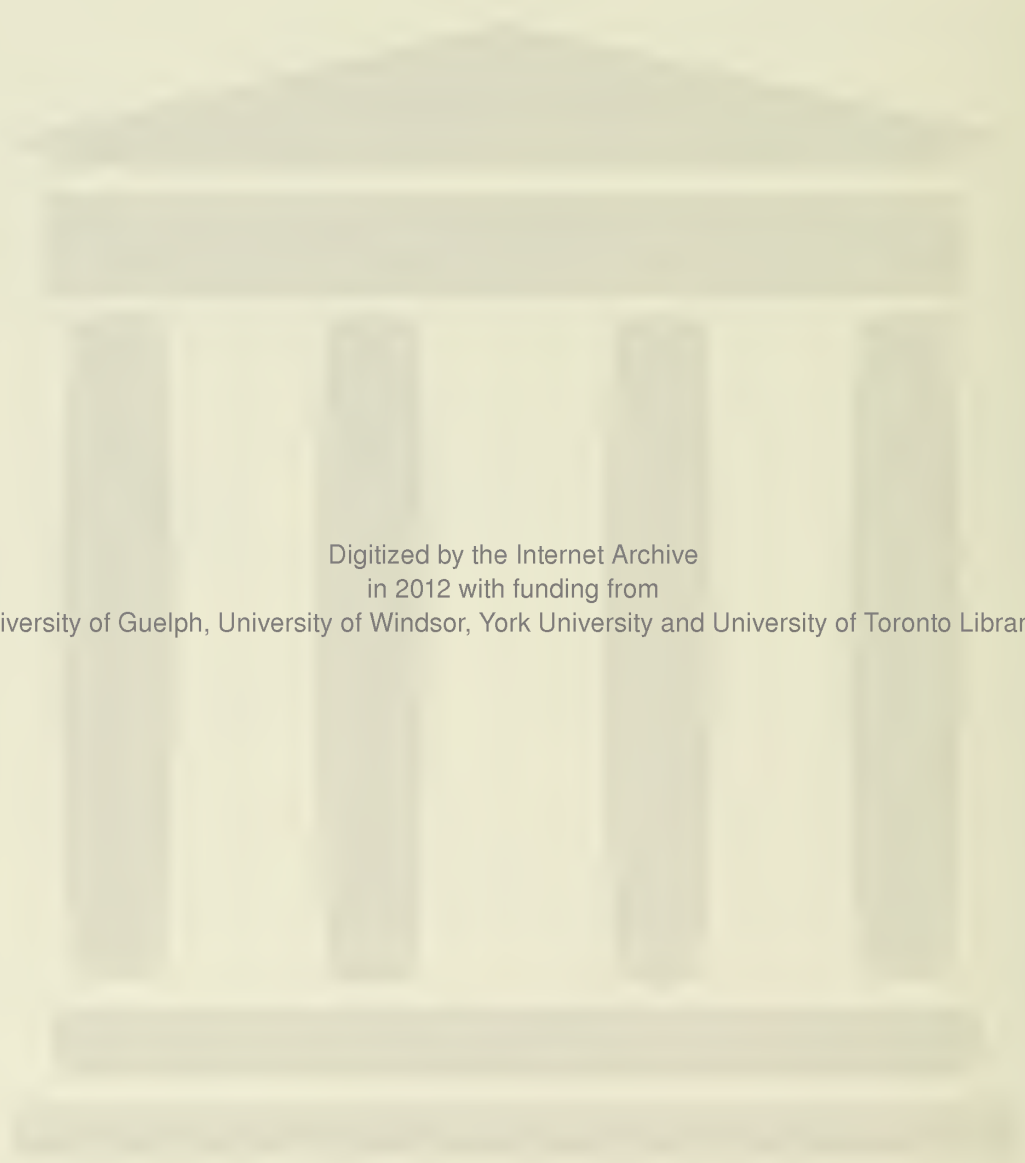 Digitized by the Internet Archive
in 2012 with funding from
iversity of Guelph, University of Windsor, York University and University of Toronto Librar